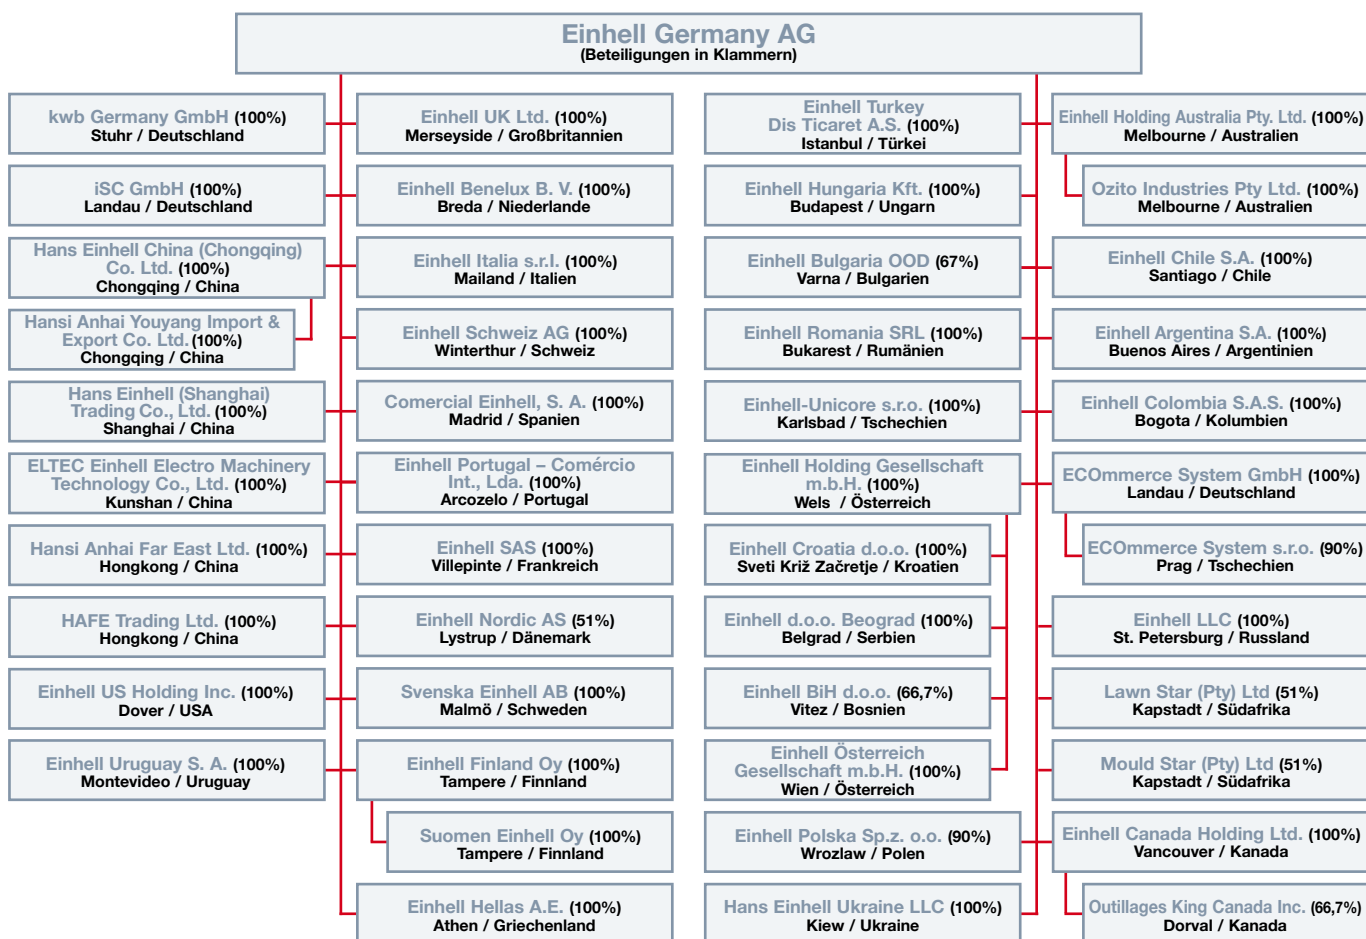 Einhell Germany AG
(Beteiligungen in Klammern)
kwb Germany GmbH (100%)
Stuhr / Deutschland
iSC GmbH (100%)
Landau / Deutschland
Hans Einhell China (Chongqing)
Co. Ltd. (100%)
Chongqing / China
Hansi Anhai Youyang Import &
Export Co. Ltd. (100%)
Chongqing / China
Hans Einhell (Shanghai)
Trading Co., Ltd. (100%)
Shanghai / China
ELTEC Einhell Electro Machinery
Technology Co., Ltd. (100%)
Kunshan / China
Hansi Anhai Far East Ltd. (100%)
Hongkong / China
HAFE Trading Ltd. (100%)
Hongkong / China
Einhell US Holding Inc. (100%)
Dover / USA
Einhell Uruguay S. A. (100%)
Montevideo / Uruguay
Einhell UK Ltd. (100%)
Merseyside / Großbritannien
Einhell Benelux B. V. (100%)
Breda / Niederlande
Einhell Italia s.r.l. (100%)
Mailand / Italien
Einhell Schweiz AG (100%)
Winterthur / Schweiz
Comercial Einhell, S. A. (100%)
Madrid / Spanien
Einhell Portugal – Comércio
Int., Lda. (100%)
Arcozelo / Portugal
Einhell SAS (100%)
Villepinte / Frankreich
Einhell Nordic AS (51%)
Lystrup / Dänemark
Svenska Einhell AB (100%)
Malmö / Schweden
Einhell Finland Oy (100%)
Tampere / Finnland
Suomen Einhell Oy (100%)
Tampere / Finnland
Einhell Hellas A.E. (100%)
Athen / Griechenland
Einhell Turkey
Dis Ticaret A.S. (100%)
Istanbul / Türkei
Einhell Hungaria Kft. (100%)
Budapest / Ungarn
Einhell Bulgaria OOD (67%)
Varna / Bulgarien
Einhell Romania SRL (100%)
Bukarest / Rumänien
Einhell-Unicore s.r.o. (100%)
Karlsbad / Tschechien
Einhell Holding Gesellschaft
m.b.H. (100%)
Wels / Österreich
Einhell Croatia d.o.o. (100%)
Sveti Križ Začretje / Kroatien
Einhell d.o.o. Beograd (100%)
Belgrad / Serbien
Einhell BiH d.o.o. (66,7%)
Vitez / Bosnien
Einhell Österreich
Gesellschaft m.b.H. (100%)
Wien / Österreich
Einhell Polska Sp.z. o.o. (90%)
Wrozlaw / Polen
Hans Einhell Ukraine LLC (100%)
Kiew / Ukraine
Einhell Holding Australia Pty. Ltd. (100%)
Melbourne / Australien
Ozito Industries Pty Ltd. (100%)
Melbourne / Australien
Einhell Chile S.A. (100%)
Santiago / Chile
Einhell Argentina S.A. (100%)
Buenos Aires / Argentinien
Einhell Colombia S.A.S. (100%)
Bogota / Kolumbien
ECOmmerce System GmbH (100%)
Landau / Deutschland
ECOmmerce System s.r.o. (90%)
Prag / Tschechien
Einhell LLC (100%)
St. Petersburg / Russland
Lawn Star (Pty) Ltd (51%)
Kapstadt / Südafrika
Mould Star (Pty) Ltd (51%)
Kapstadt / Südafrika
Einhell Canada Holding Ltd. (100%)
Vancouver / Kanada
Outillages King Canada Inc. (66,7%)
Dorval / Kanada